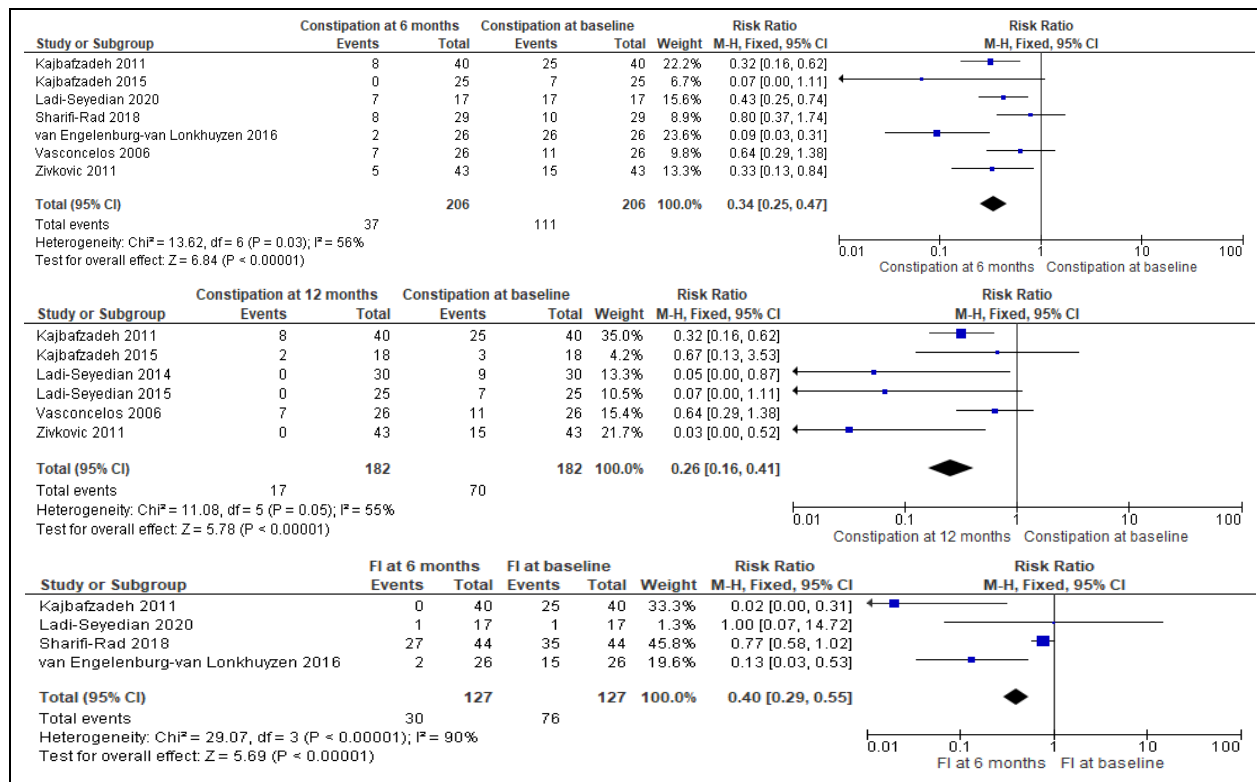 Constipation at 6 months Constipation at baseline Risk Ratio Risk Ratio
Study or Subgroup Events Total Events Total Weight M-H, Fixed, 95% CI M-H, Fixed, 95% CI
Kajbafzadeh 2011 8 40 25 40 22.2% 0.32 [0.16, 0.62]
Kajbafzadeh 2015 0 25 7 25 6.7% 0.07 [0.00, 1.11]
Ladi-Seyedian 2020 7 17 17 17 15.6% 0.43 [0.25, 0.74]
Sharifi-Rad 2018 8 29 10 29 8.9% 0.80 [0.37, 1.74]
van Engelenburg-van Lonkhuyzen 2016 2 26 26 26 23.6% 0.09 [0.03, 0.31]
Vasconcelos 2006 7 26 11 26 9.8% 0.64 [0.29, 1.38]
Zivkovic 2011 5 43 15 43 13.3% 0.33 [0.13, 0.84]
Total (95% CI) 206 206 100.0% 0.34 [0.25, 0.47]
Total events 37 111
Heterogeneity: Chi² = 13.62, df = 6 (P = 0.03); I² = 56%
Test for overall effect: Z = 6.84 (P < 0.00001)
0.01 0.1 1 10 100
Constipation at 6 months Constipation at baseline
Constipation at 12 months Constipation at baseline Risk Ratio Risk Ratio
Study or Subgroup Events Total Events Total Weight M-H, Fixed, 95% CI M-H, Fixed, 95% CI
Kajbafzadeh 2011 8 40 25 40 35.0% 0.32 [0.16, 0.62]
Kajbafzadeh 2015 2 18 3 18 4.2% 0.67 [0.13, 3.53]
Ladi-Seyedian 2014 0 30 9 30 13.3% 0.05 [0.00, 0.87]
Ladi-Seyedian 2015 0 25 7 25 10.5% 0.07 [0.00, 1.11]
Vasconcelos 2006 7 26 11 26 15.4% 0.64 [0.29, 1.38]
Zivkovic 2011 0 43 15 43 21.7% 0.03 [0.00, 0.52]
Total (95% CI) 182 182 100.0% 0.26 [0.16, 0.41]
Total events 17 70
Heterogeneity: Chi² = 11.08, df = 5 (P = 0.05); I² = 55%
Test for overall effect: Z = 5.78 (P < 0.00001)
0.01 0.1 1 10 100
Constipation at 12 months Constipation at baseline
FI at 6 months FI at baseline Risk Ratio Risk Ratio
Study or Subgroup Events Total Events Total Weight M-H, Fixed, 95% CI M-H, Fixed, 95% CI
Kajbafzadeh 2011 0 40 25 40 33.3% 0.02 [0.00, 0.31]
Ladi-Seyedian 2020 1 17 1 17 1.3% 1.00 [0.07, 14.72]
Sharifi-Rad 2018 27 44 35 44 45.8% 0.77 [0.58, 1.02]
van Engelenburg-van Lonkhuyzen 2016 2 26 15 26 19.6% 0.13 [0.03, 0.53]
Total (95% CI) 127 127 100.0% 0.40 [0.29, 0.55]
Total events 30 76
Heterogeneity: Chi² = 29.07, df = 3 (P < 0.00001); I² = 90%
Test for overall effect: Z = 5.69 (P < 0.00001)
0.01 0.1 1 10 100
FI at 6 months FI at baseline